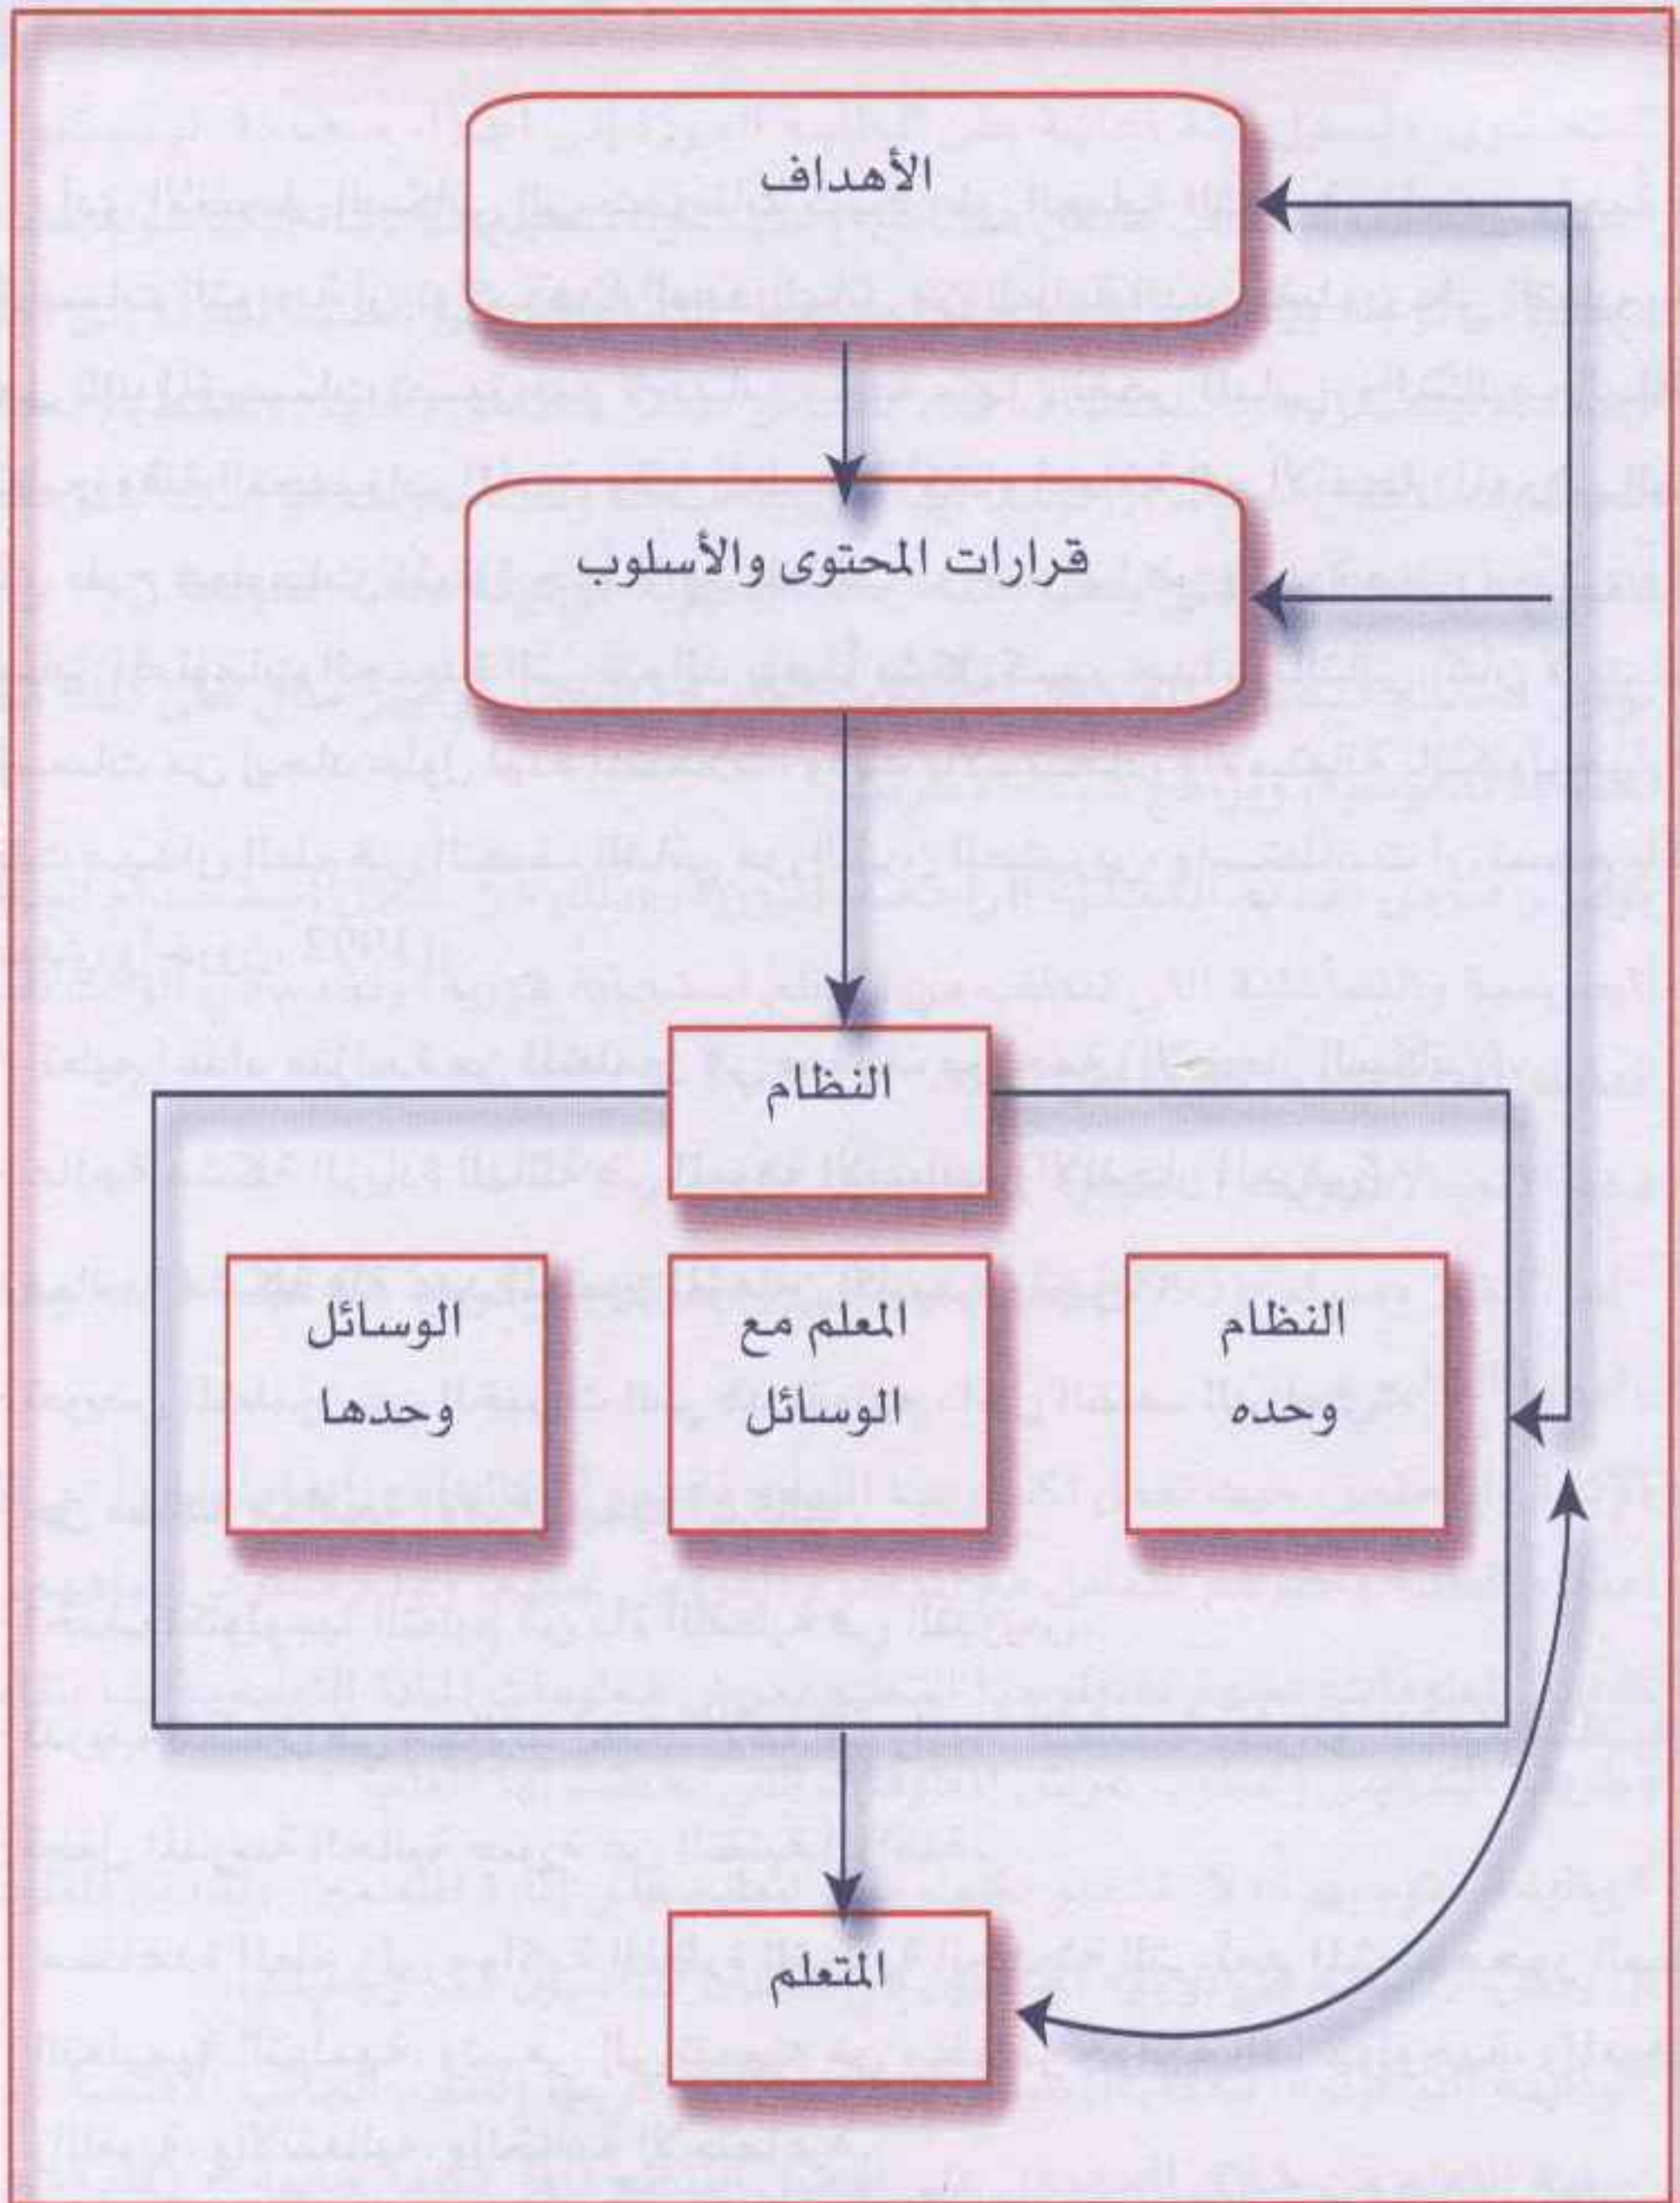 الأهداف
قرارات المحتوى والأسلوب
النظام
النظام
وحده
المعلم مع
الوسائل
الوسائل
وحدها
المتعلم